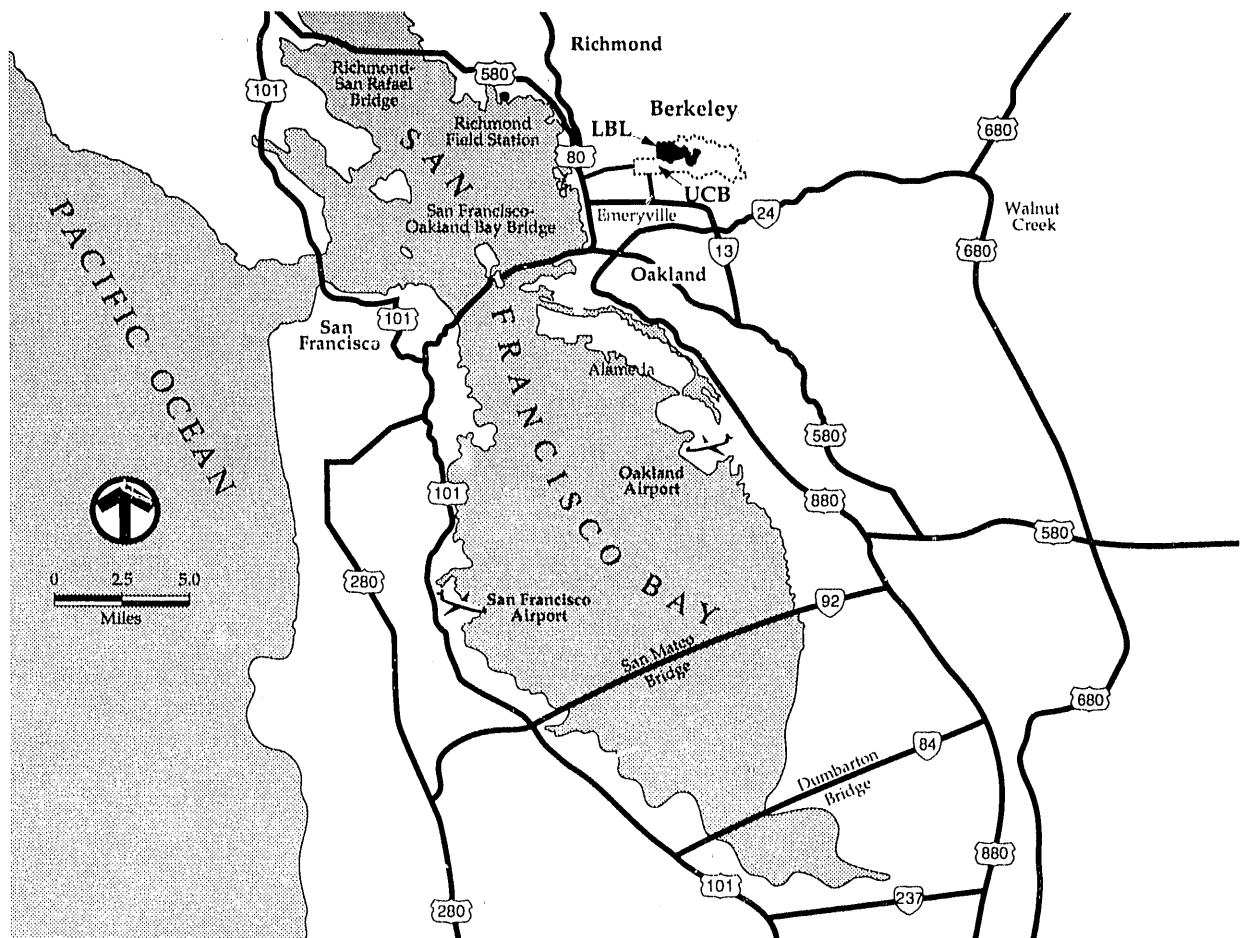 Richmond
580
Richmond-
San Rafael
Bridge
101
Berkeley
LBL
Richmond
Field Station
680
80
UCB
SAN
San Francisco-
Oakland Bay Bridge
Emeryville
24
Walnut
Creek
13
680
PACIFIC OCEAN
Oakland
San
Francisco
101
FRANCISCO BAY
Alameda
580
Oakland
Airport
101
880
580
0 2.5 5.0
Miles
280
San Francisco
Airport
92
San Mateo
Bridge
680
84
Dumbarton
Bridge
880
101
237
280